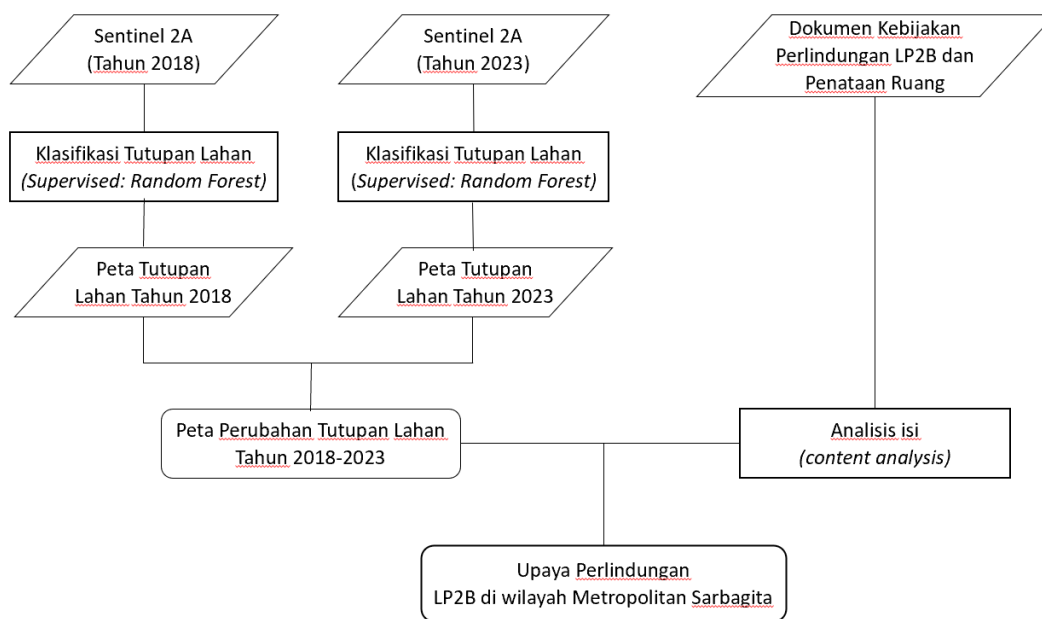 Sentinel 2A
(Tahun 2018)
Sentinel 2A
(Tahun 2023)
Dokumen Kebijakan
Perlindungan LP2B dan
Penataan Ruang
Klasifikasi Tutupan Lahan
(Supervised: Random Forest)
Klasifikasi Tutupan Lahan
(Supervised: Random Forest)
Peta Tutupan
Lahan Tahun 2018
Peta Tutupan
Lahan Tahun 2023
Peta Perubahan Tutupan Lahan
Tahun 2018-2023
Analisis isi
(content analysis)
Upaya Perlindungan
LP2B di wilayah Metropolitan Sarbagita